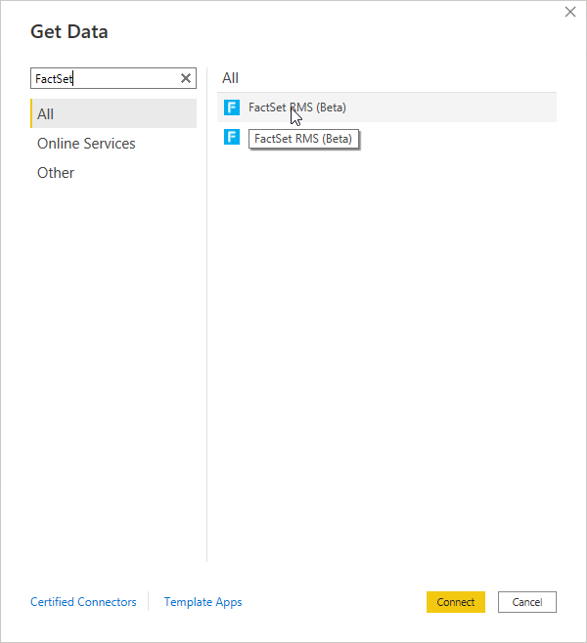 Get Data
FactSet
All
Online Services
Other
All
F FactSet RMS (Beta)
F FactSet RMS (Beta)
Certified Connectors
Template Apps
Connect
Cancel